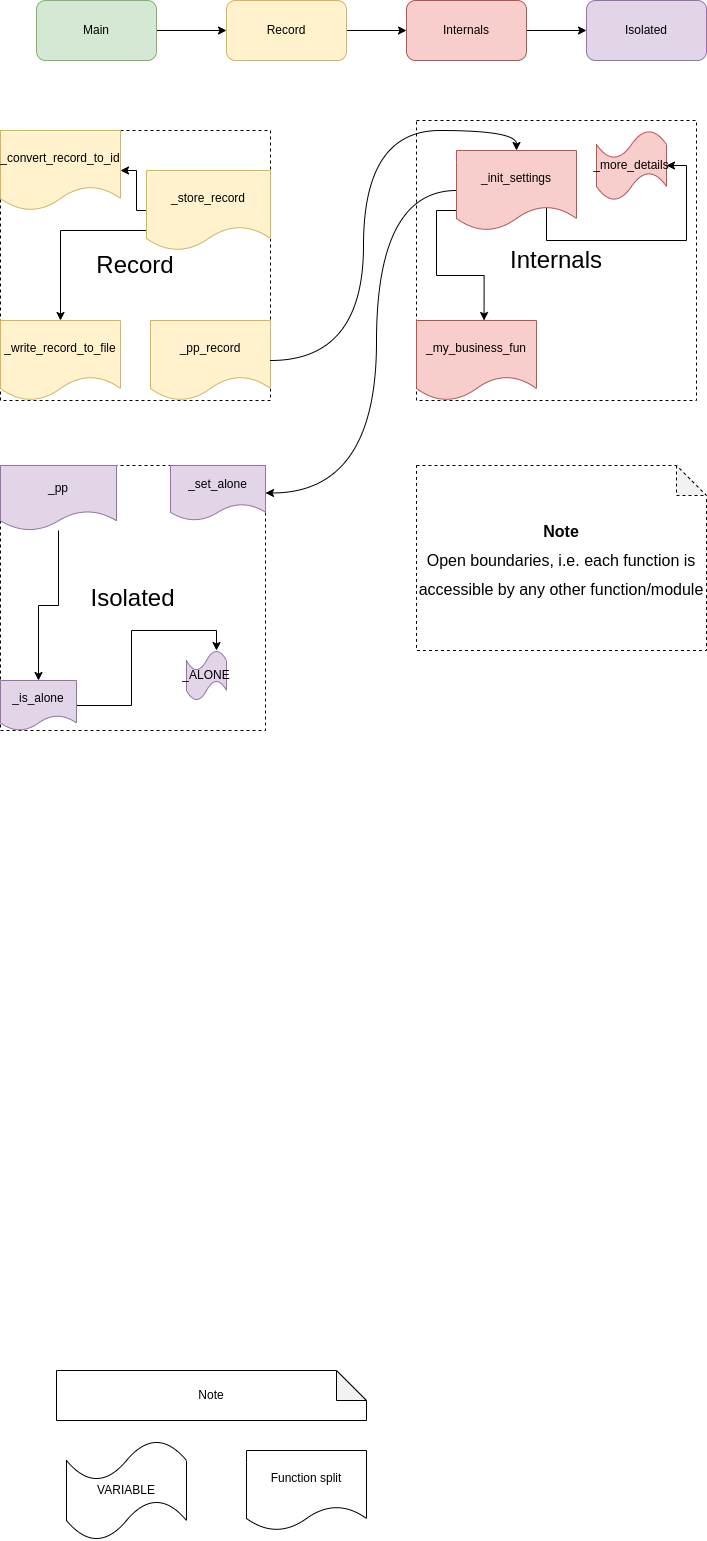 Main
Record
Internals
Isolated
_convert_record_to_id
_store_record
Record
_write_record_to_file
_pp_record
_init_settings
_more_details
Internals
_my_business_fun
_pp
_set_alone
Isolated
_ALONE
_is_alone
Note
Open boundaries, i.e. each function is
accessible by any other function/module
Note
VARIABLE
Function split